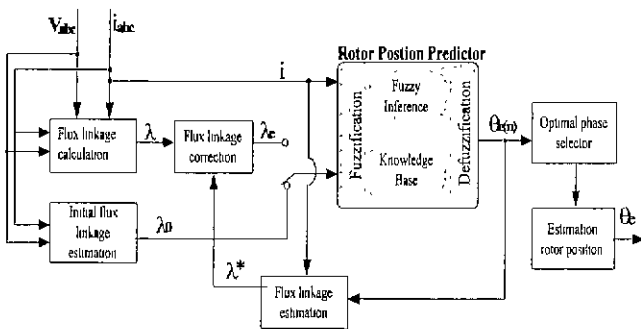 Vabc
iabc
Rotor Postion Predictor
i
Flux linkage
calculation
λ
Flux linkage
correction
λc
Fuzzification
Fuzzy
Inference
Knowledge
Base
Defuzzification
θe(n)
Optimal phase
selector
Initial flux
linkage
estimation
λ0
λ*
Flux linkage
eshmation
Estimation
rotor position
θe